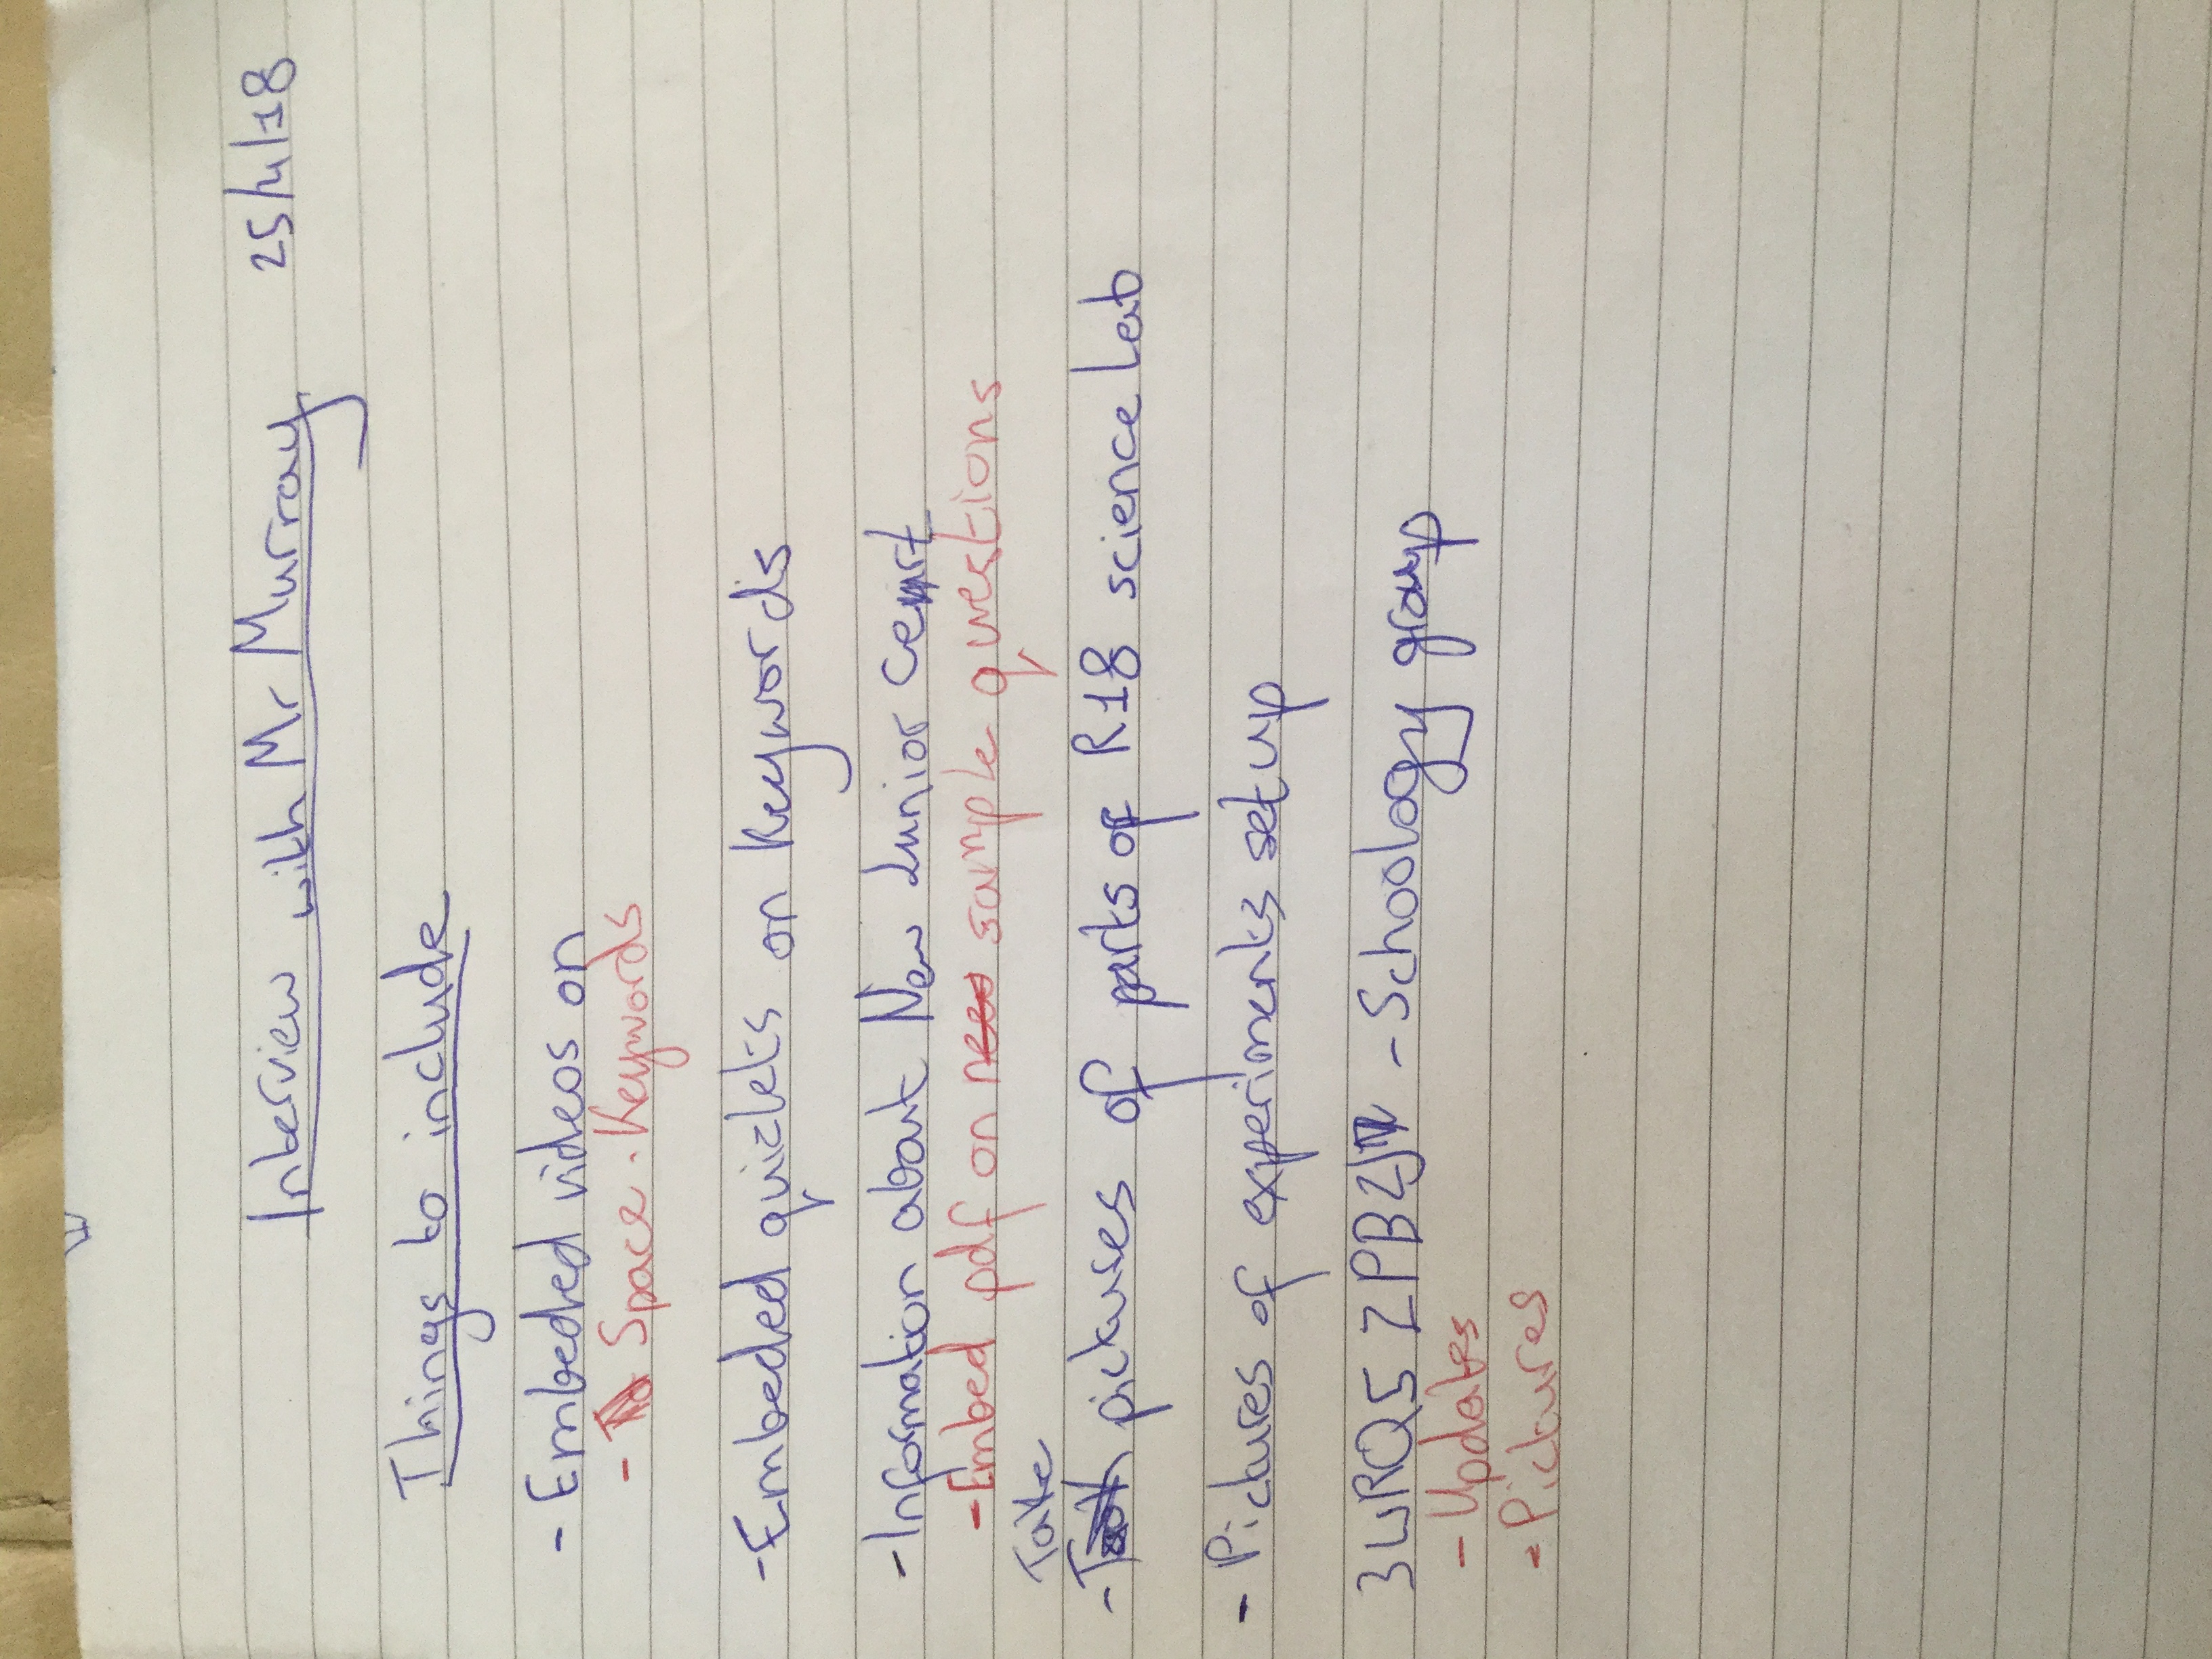 Interview with Mr Murray 25/4/18
Things to include
- Embeded videos on
- Space. keywords
- Embeded quizlets on keywords
- Information about New Junior cert
- Embed pdf on sample questions
Take
- pictures of parts of R18 science lab
- Pictures of experiments set up
- Schoology group
- Updates
- Pictures